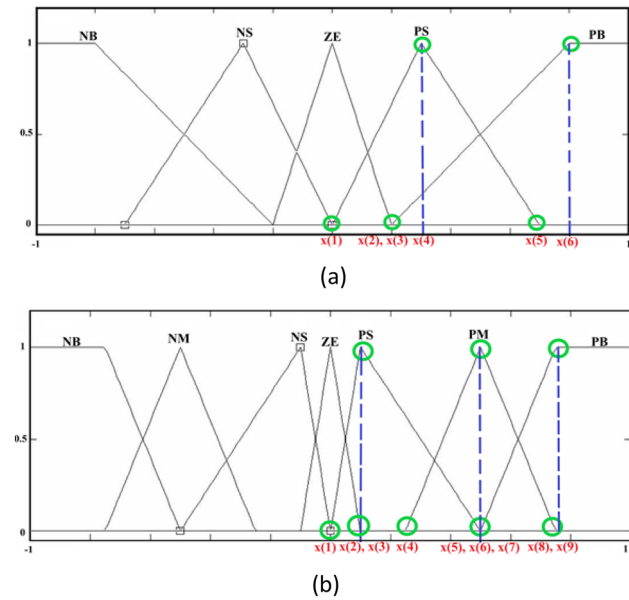 NB NS ZE PS PB
1
0.5
0
-1 x(1) x(2), x(3) x(4) x(5) x(6) 1
(a)
NB NM NS ZE PS PM PB
1
0.5
0
-1 x(1) x(2), x(3) x(4) x(5), x(6), x(7) x(8), x(9) 1
(b)